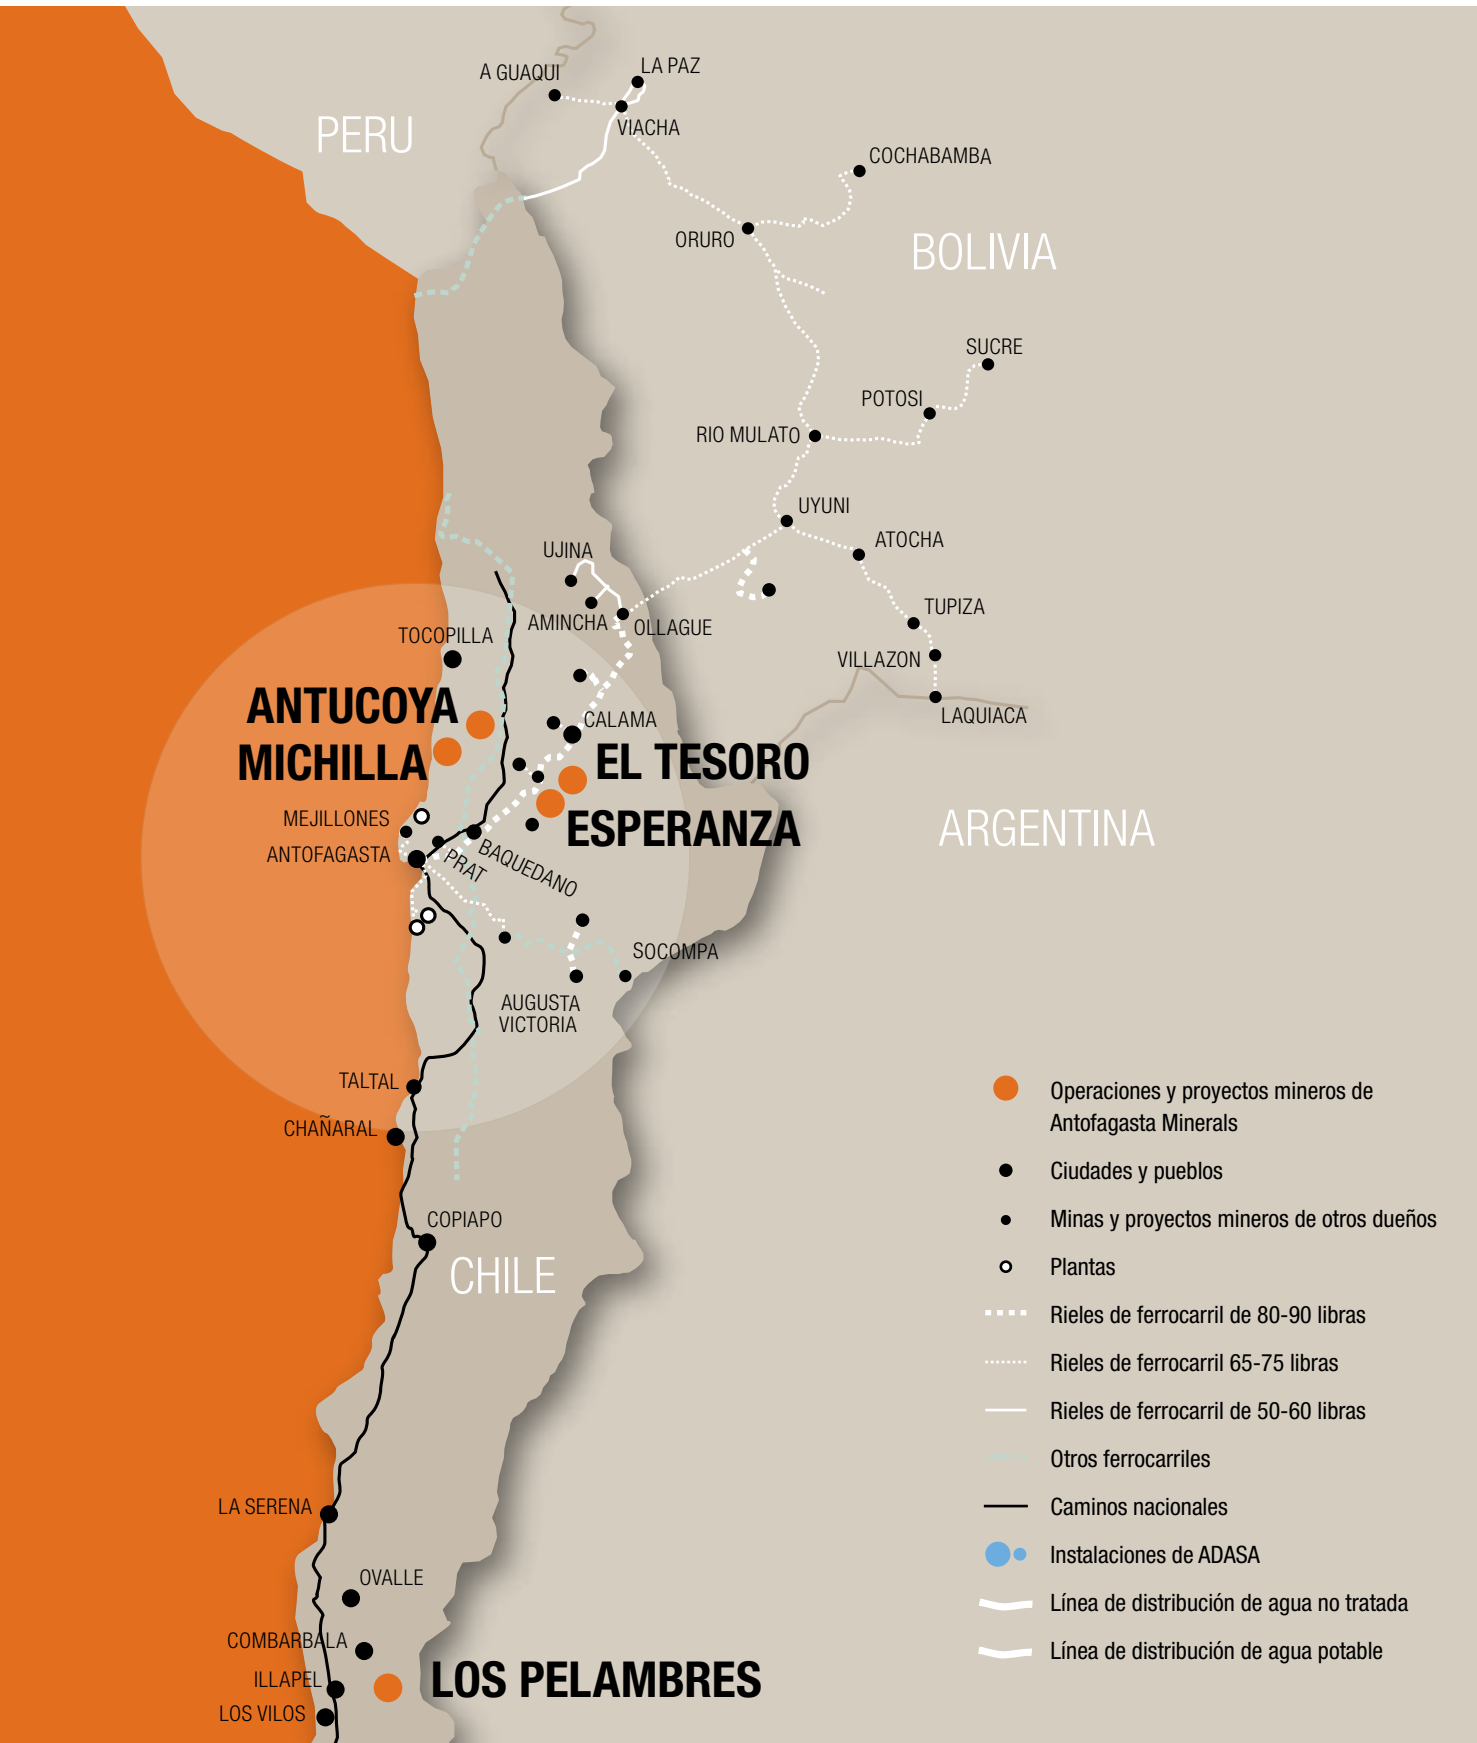 A GUAQUI
LA PAZ
PERU
VIACHA
COCHABAMBA
ORURO
BOLIVIA
SUCRE
POTOSI
RIO MULATO
UYUNI
ATOCHA
UJINA
AMINCHA
OLLAGUE
TUPIZA
TOCOPILLA
VILLAZON
LAQUIACA
ANTUCOYA
CALAMA
MICHILLA
EL TESORO
MEJILLONES
ESPERANZA
ARGENTINA
ANTOFAGASTA
PRAT
BAQUEDANO
SOCOMPA
AUGUSTA
VICTORIA
TALTAL
CHAÑARAL
COPIAPO
CHILE
LA SERENA
OVALLE
COMBARBALA
ILLAPEL
LOS PELAMBRES
LOS VILOS
Operaciones y proyectos mineros de
Antofagasta Minerals
Ciudades y pueblos
Minas y proyectos mineros de otros dueños
Plantas
Rieles de ferrocarril de 80-90 libras
Rieles de ferrocarril 65-75 libras
Rieles de ferrocarril de 50-60 libras
Otros ferrocarriles
Caminos nacionales
Instalaciones de ADASA
Línea de distribución de agua no tratada
Línea de distribución de agua potable